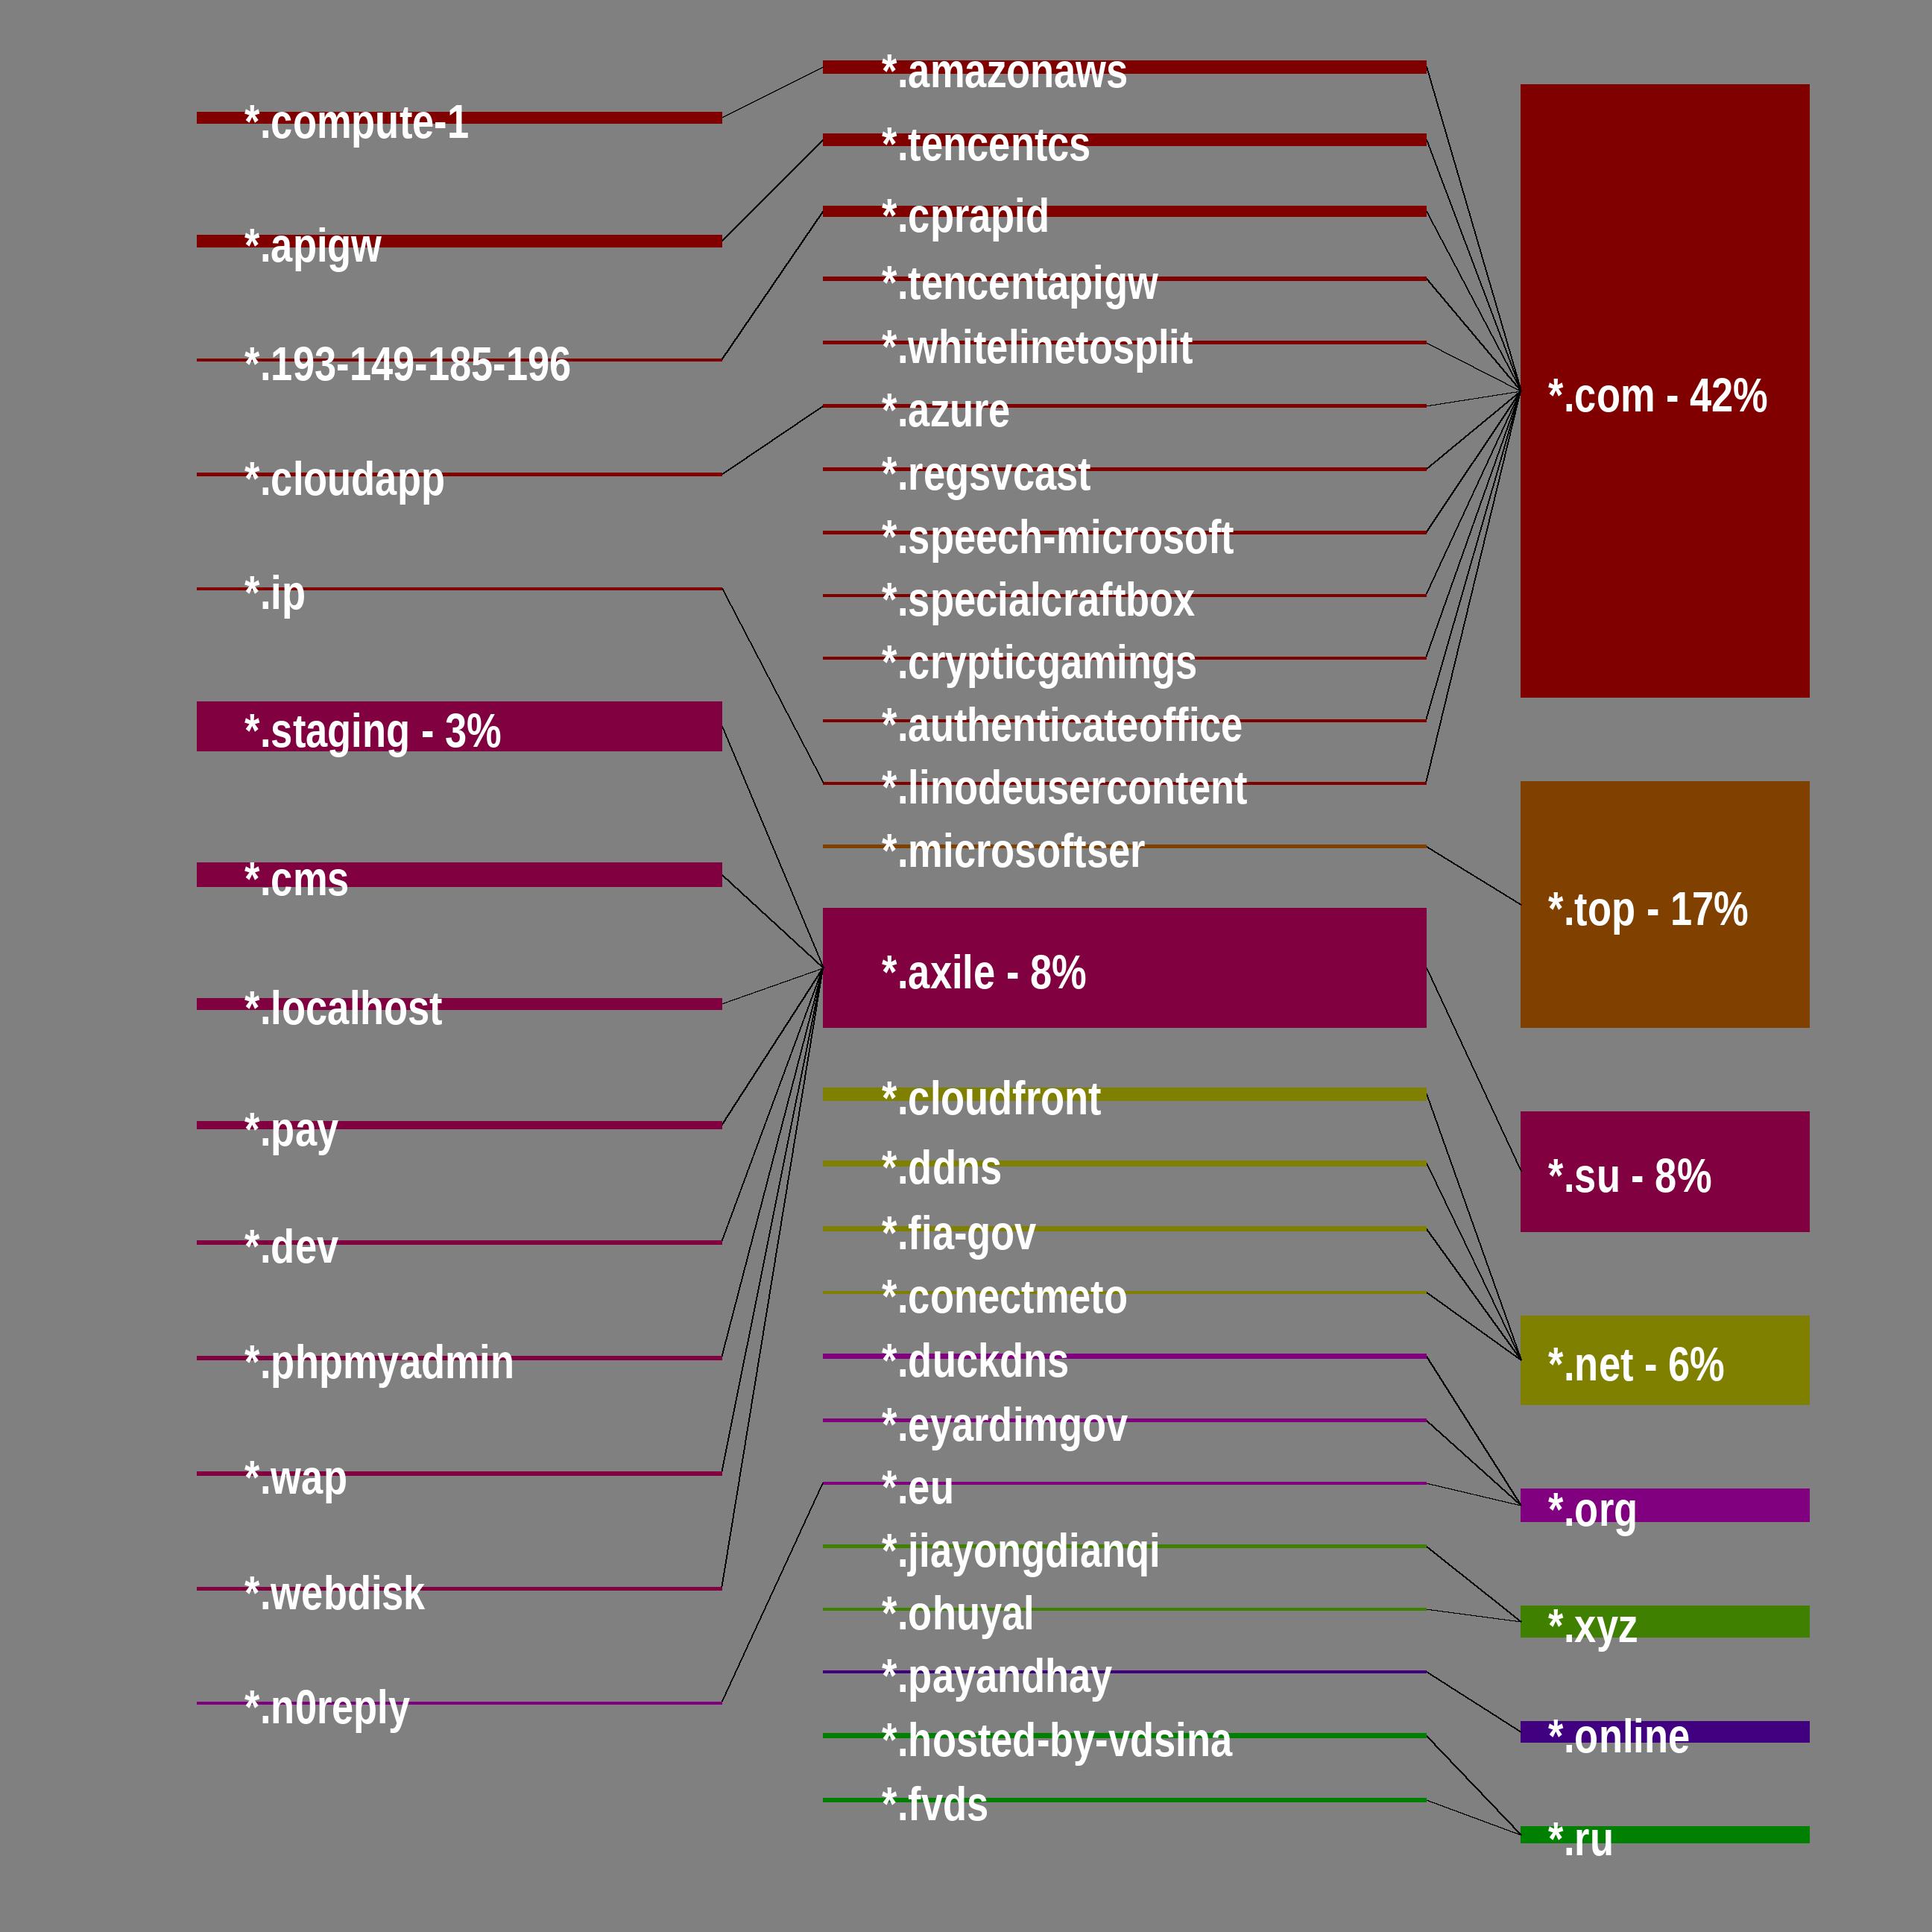 *.compute-1
*.apigw
*.193-149-185-196
*.cloudapp
*.ip
*.staging - 3%
*.cms
*.localhost
*.pay
*.dev
*.phpmyadmin
*.wap
*.webdisk
*.n0reply
*.amazonaws
*.tencentcs
*.cprapid
*.tencentapigw
*.whitelinetosplit
*.azure
*.regsvcast
*.speech-microsoft
*.specialcraftbox
*.crypticgamings
*.authenticateoffice
*.linodeusercontent
*.microsoftser
*.axile - 8%
*.cloudfront
*.ddns
*.fia-gov
*.conectmeto
*.duckdns
*.eyardimgov
*.eu
*.jiayongdianqi
*.ohuyal
*.payandhay
*.hosted-by-vdsina
*.fvds
*.com - 42%
*.top - 17%
*.su - 8%
*.net - 6%
*.org
*.xyz
*.online
*.ru